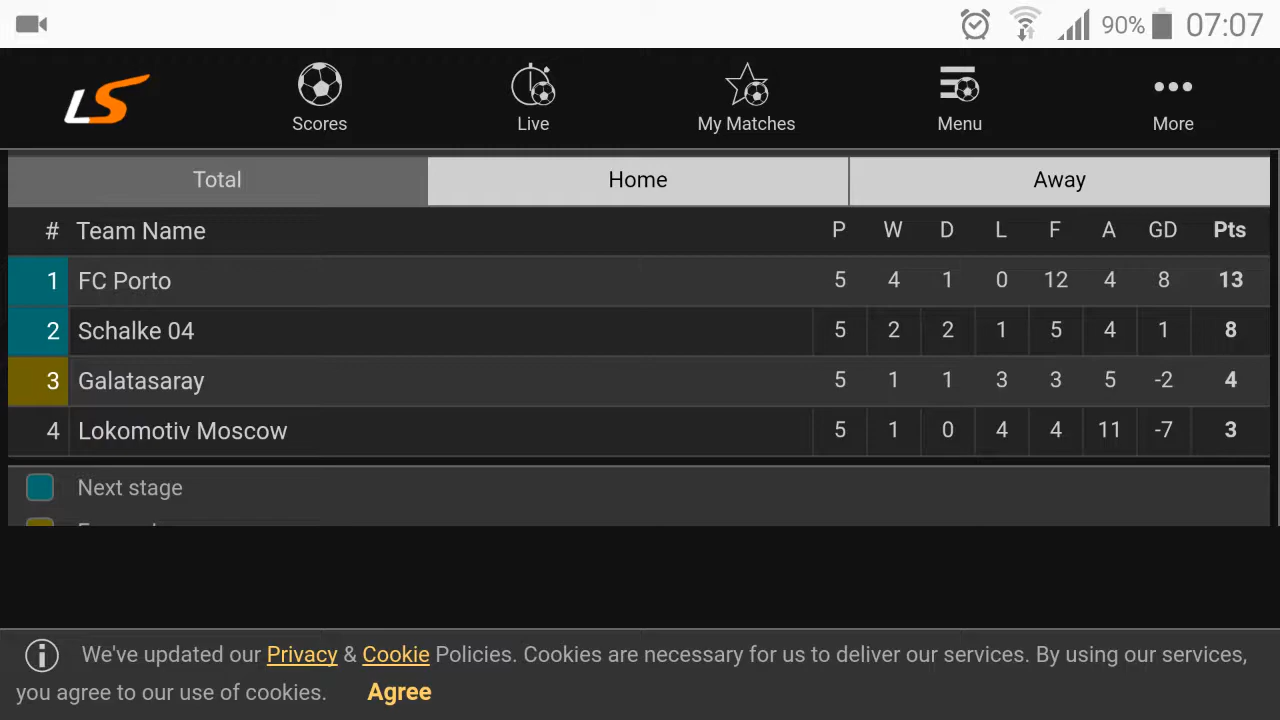 90% 07:07
LS
Scores Live My Matches Menu More
Total Home Away
# Team Name P W D L F A GD Pts
1 FC Porto 5 4 1 0 12 4 8 13
2 Schalke 04 5 2 2 1 5 4 1 8
3 Galatasaray 5 1 1 3 3 5 -2 4
4 Lokomotiv Moscow 5 1 0 4 4 11 -7 3
Next stage
We've updated our Privacy & Cookie Policies. Cookies are necessary for us to deliver our services. By using our services,
you agree to our use of cookies. Agree